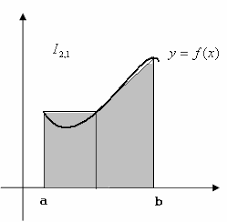 I₂,₁
y = f(x)
a b